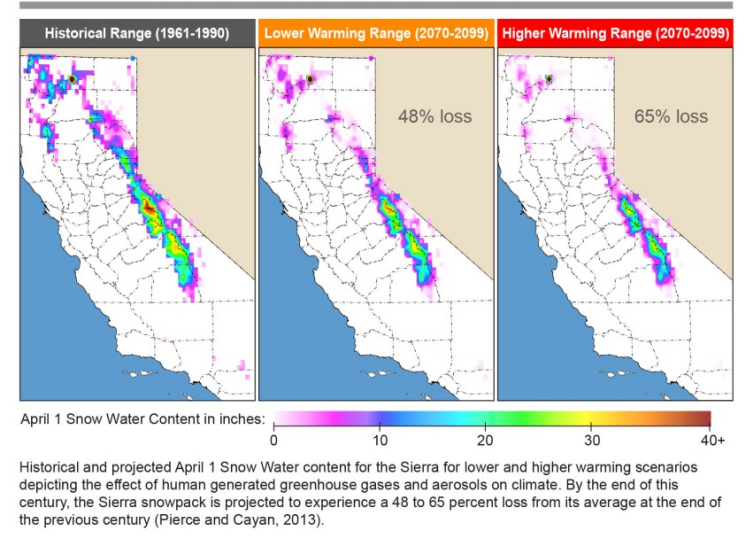 Historical Range (1961-1990)
Lower Warming Range (2070-2099)
Higher Warming Range (2070-2099)
48% loss
65% loss
April 1 Snow Water Content in inches:
0 10 20 30 40+
Historical and projected April 1 Snow Water content for the Sierra for lower and higher warming scenarios
depicting the effect of human generated greenhouse gases and aerosols on climate. By the end of this
century, the Sierra snowpack is projected to experience a 48 to 65 percent loss from its average at the end of
the previous century (Pierce and Cayan, 2013).